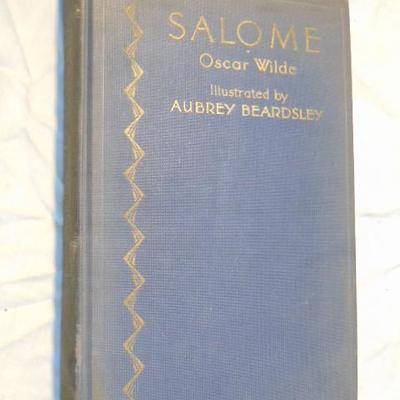 SALOME
Oscar Wilde
Illustrated by
AUBREY BEARDSLEY